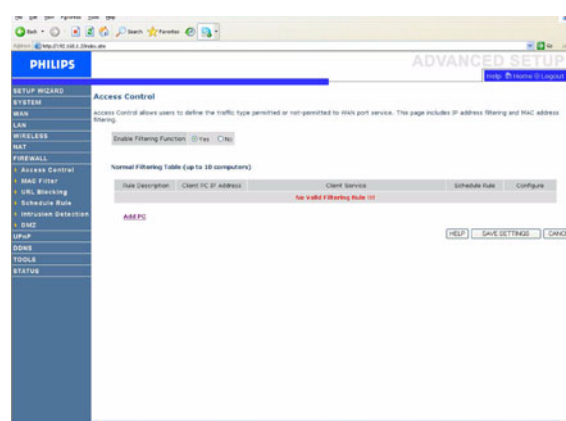 Search Favorites
PHILIPS
ADVANCED SETUP
Help Home Logout
SETUP WIZARD
SYSTEM
WAN
LAN
WIRELESS
NAT
FIREWALL
Access Control
MAC Filter
URL Blocking
Schedule Rule
Intrusion Detection
DMZ
UPnP
DDNS
TOOLS
STATUS
Access Control
Access Control allows users to define the traffic type permitted or not-permitted to WAN port service. This page includes IP address filtering and MAC address
filtering.
Enable Filtering Function Yes No
Normal Filtering Table (up to 10 computers)
Rule Description Client PC IP Address Client Service Schedule Rule Configure
No Valid Filtering Rule !!!
Add PC
HELP SAVE SETTINGS CANC